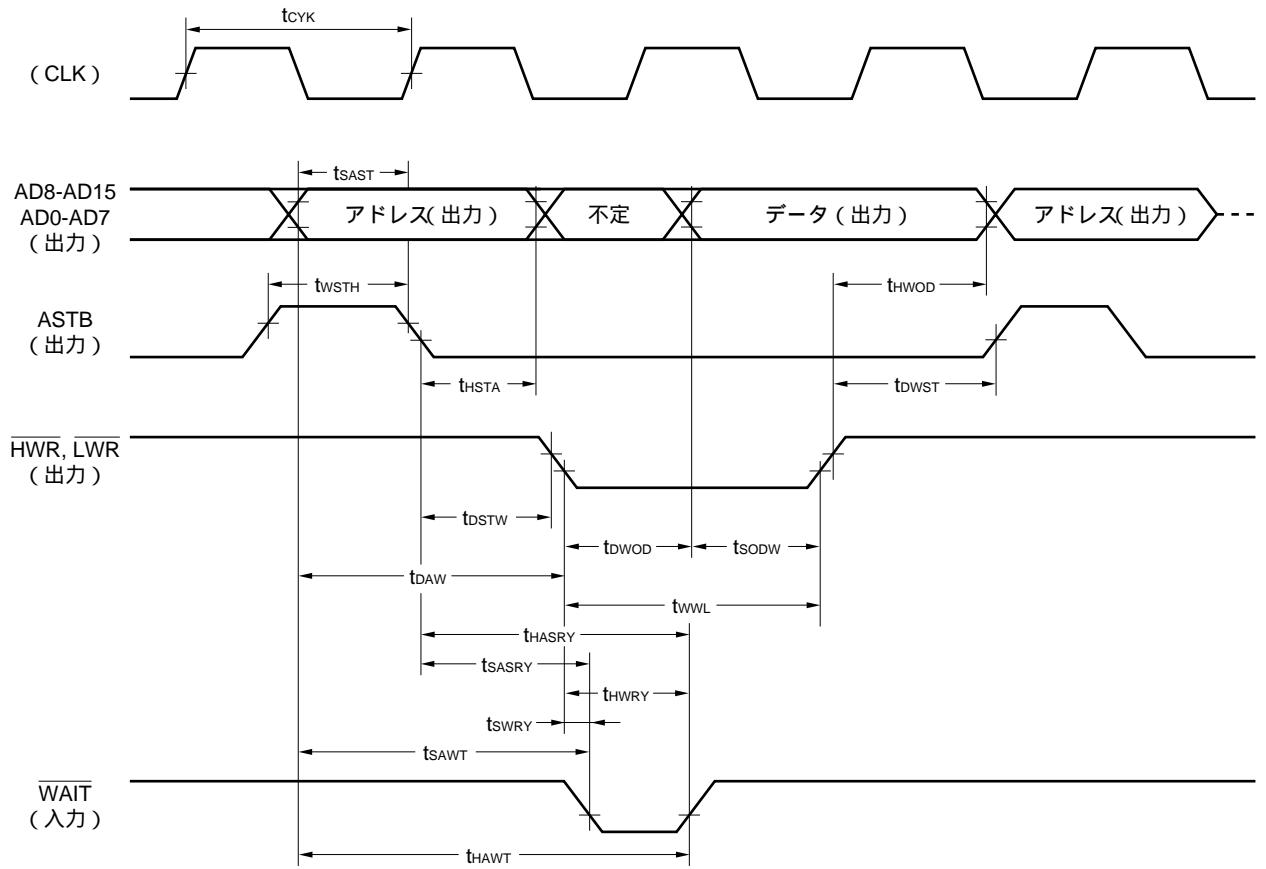 tCYK
（CLK）
tSAST
AD8-AD15
AD0-AD7
（出力）
アドレス（出力）
不定
データ（出力）
アドレス（出力）
tWSTH
tHWOD
ASTB
（出力）
tHSTA
tDWST
HWR, LWR
（出力）
tDSTW
tDWOD
tSODW
tDAW
tWWL
tHASRY
tSASRY
tHWRY
tSWRY
tSAWT
WAIT
（入力）
tHAWT